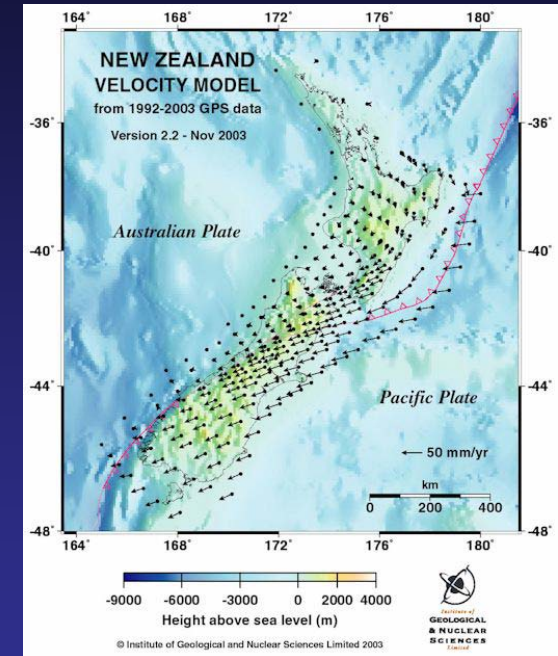 164° 168° 172° 176° 180°
NEW ZEALAND
VELOCITY MODEL
from 1992-2003 GPS data
Version 2.2 - Nov 2003
-36° -36°
Australian Plate
-40° -40°
-44° -44°
Pacific Plate
50 mm/yr
km
0 200 400
-48° -48°
164° 168° 172° 176° 180°
-9000 -6000 -3000 0 2000 4000
Height above sea level (m)
© Institute of Geological and Nuclear Sciences Limited 2003
Institute of
GEOLOGICAL
& NUCLEAR
SCIENCES
Limited